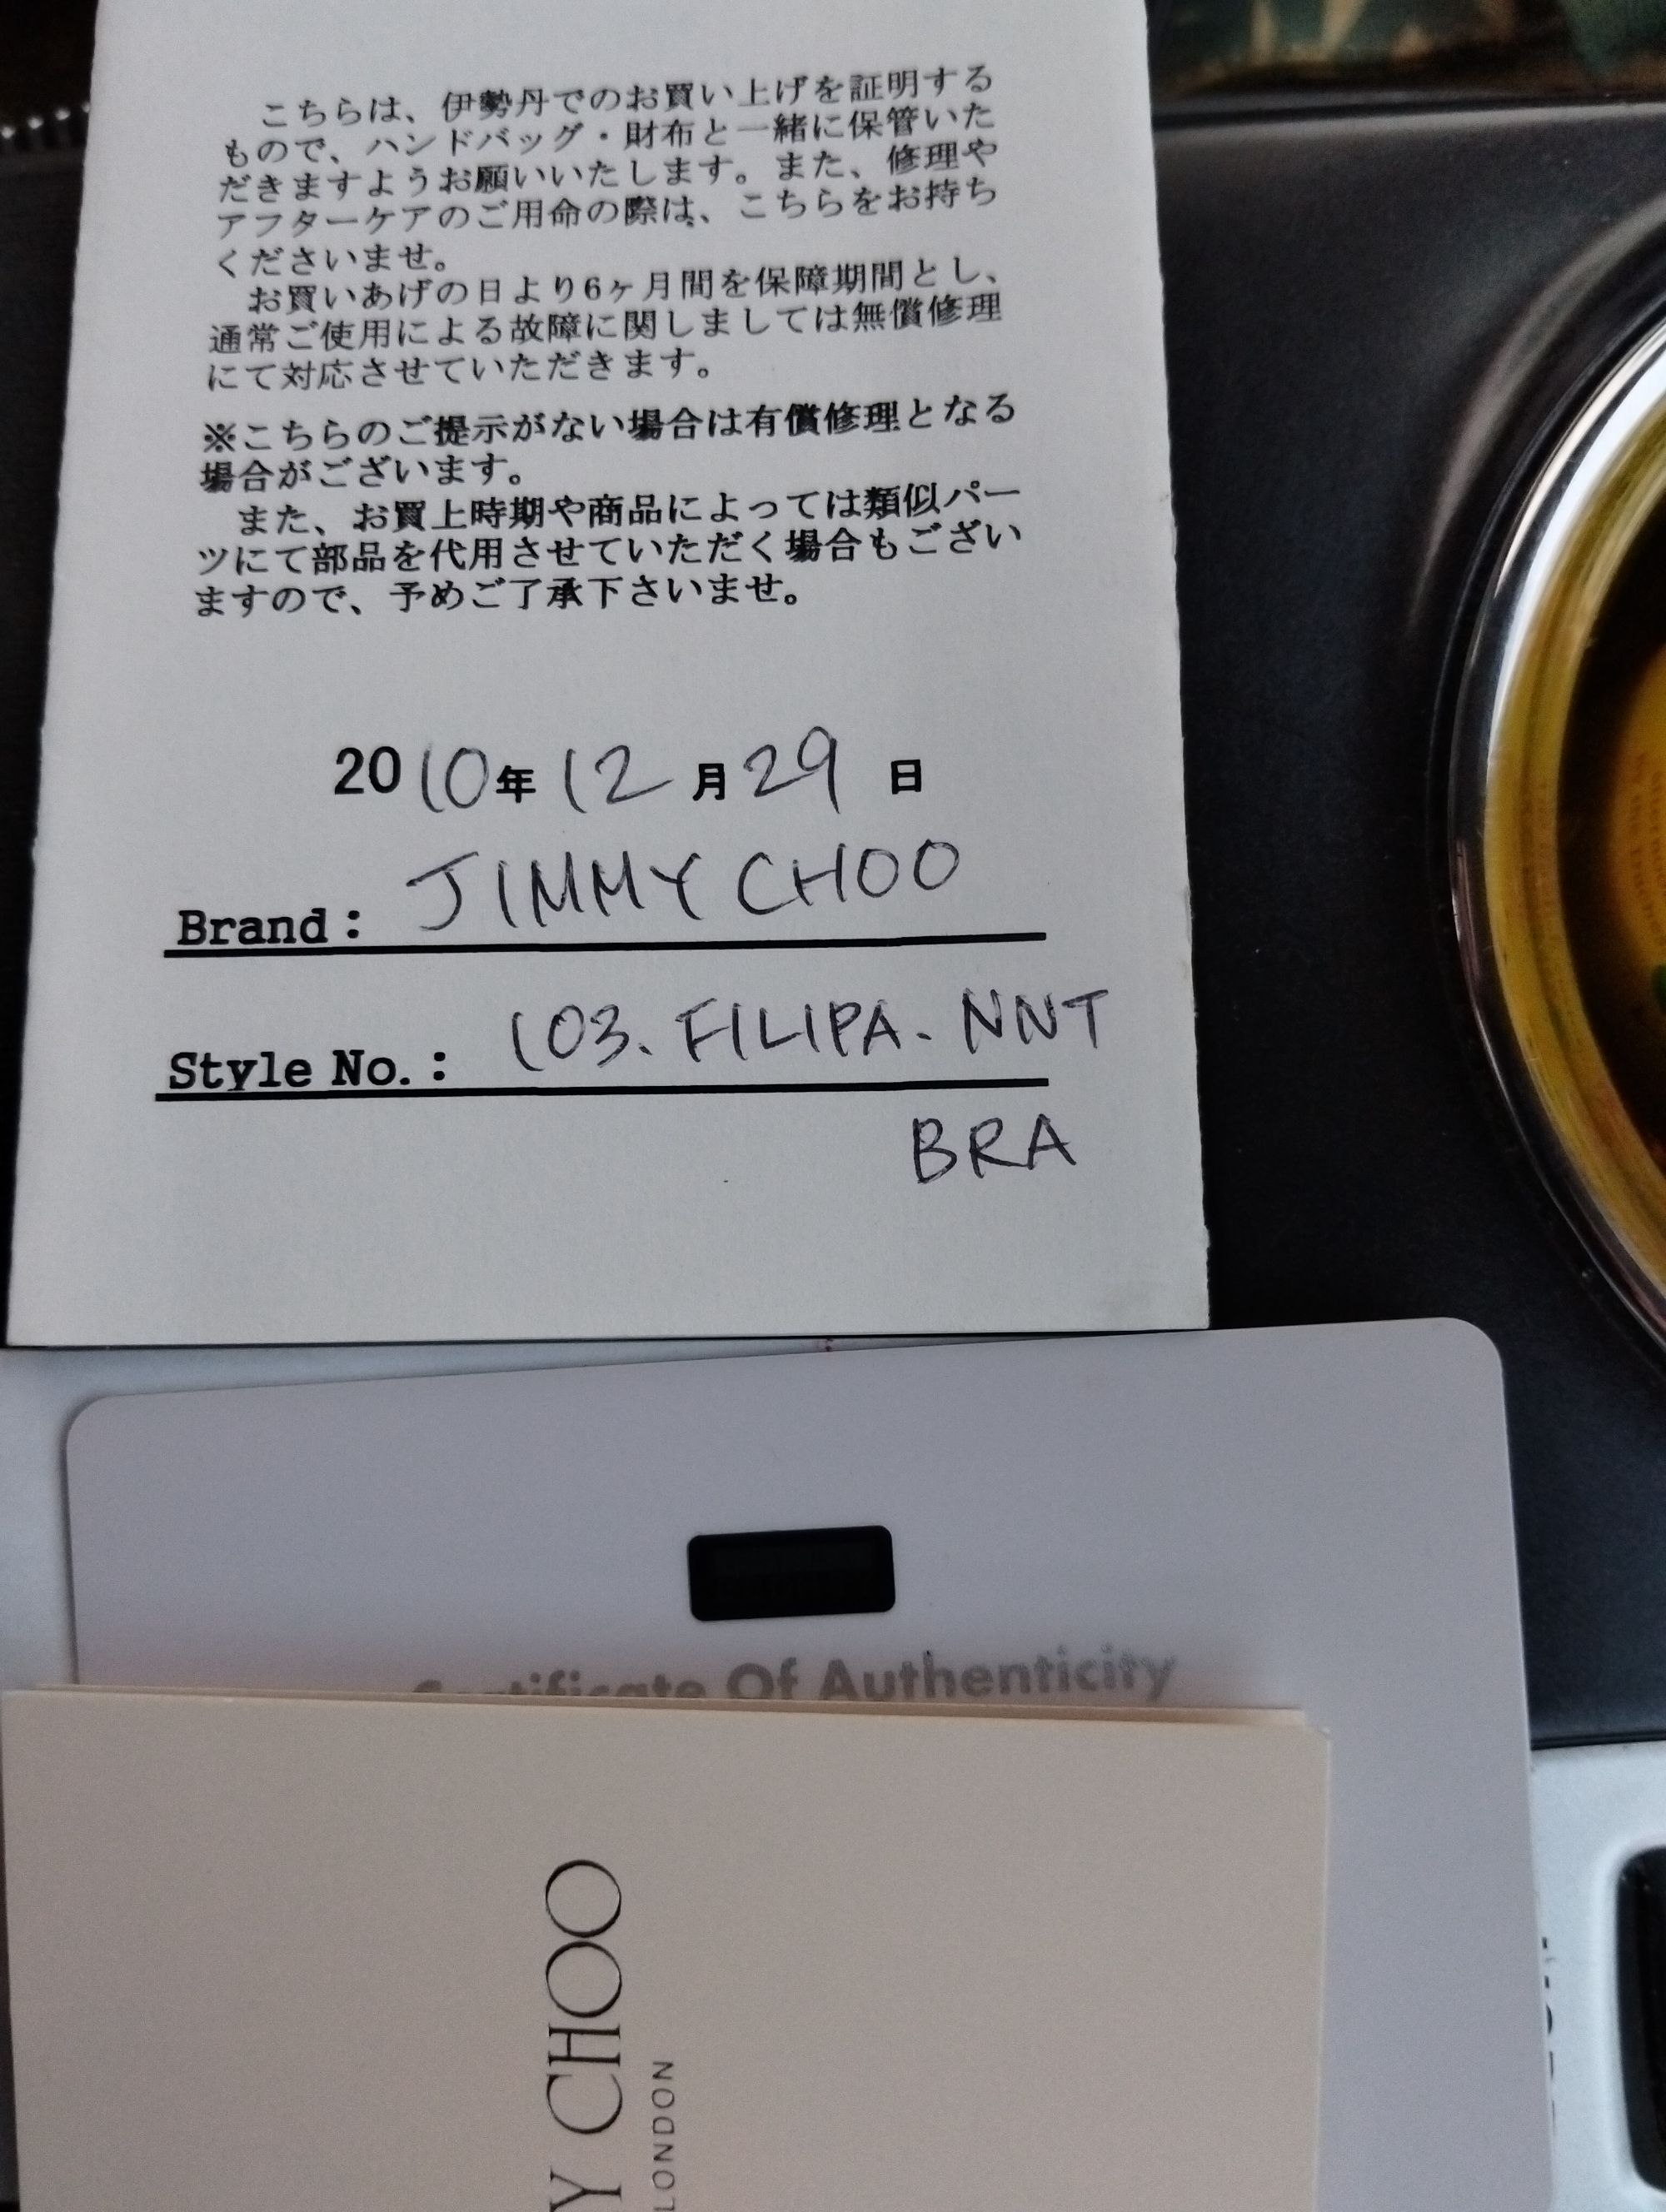 こちらは、伊勢丹でのお買い上げを証明する
もので、ハンドバッグ・財布と一緒に保管いた
だきますようお願いいたします。また、修理や
アフターケアのご用命の際は、こちらをお持ち
くださいませ。
お買いあげの日より6ヶ月間を保障期間とし、
通常ご使用による故障に関しましては無償修理
にて対応させていただきます。
※こちらのご提示がない場合は有償修理となる
場合がございます。
また、お買上時期や商品によっては類似パー
ツにて部品を代用させていただく場合もござい
ますので、予めご了承下さいませ。
2010年12月29日
Brand: JIMMY CHOO
Style No.: 103. FILIPA. NNT
BRA
Certificate Of Authenticity
Y CHOO
LONDON